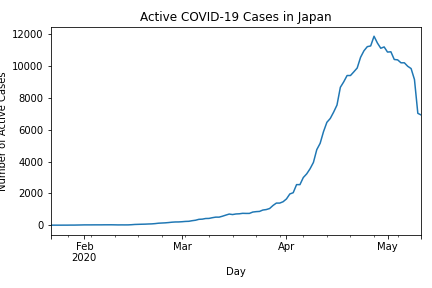 Active COVID-19 Cases in Japan
12000
10000
8000
6000
4000
2000
0
Number of Active Cases
Feb
2020
Mar
Apr
May
Day